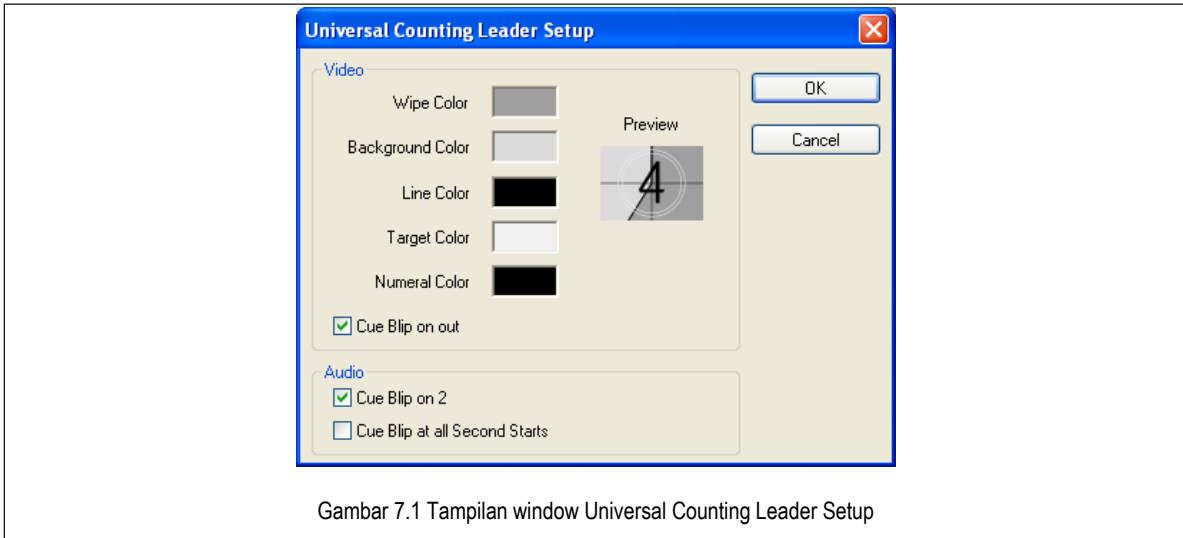 Universal Counting Leader Setup
Video
Wipe Color
Background Color
Line Color
Target Color
Numeral Color
Cue Blip on out
Preview
4
OK
Cancel
Audio
Cue Blip on 2
Cue Blip at all Second Starts
Gambar 7.1 Tampilan window Universal Counting Leader Setup